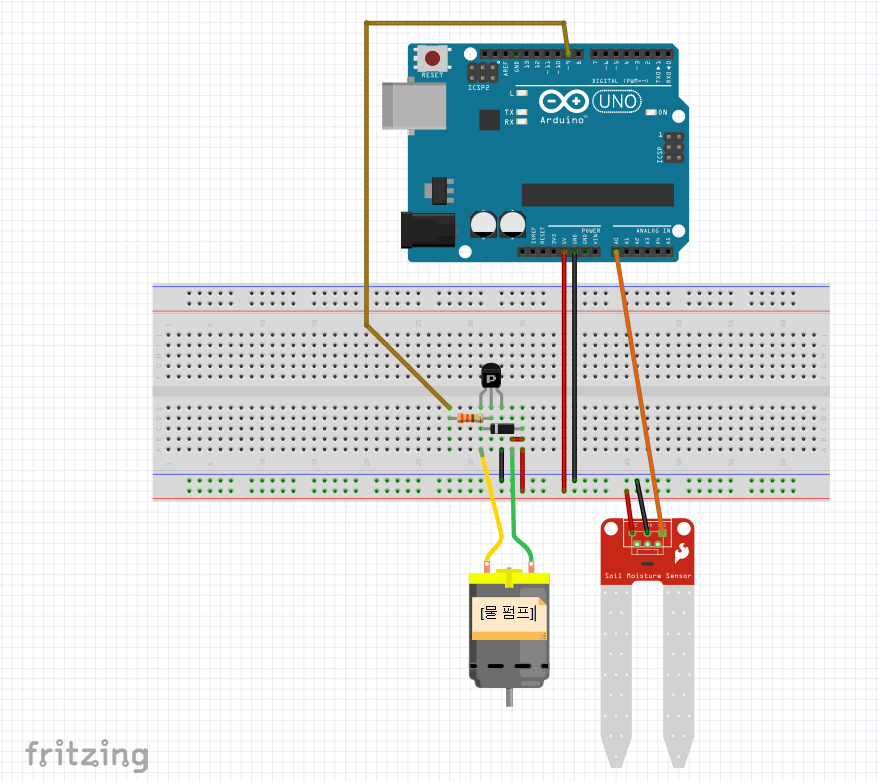 RESET
ICSP2
AREF
GND
13
12
~11
~10
~9
8
7
~6
~5
4
~3
2
TX0▶1
RX0◀0
DIGITAL (PWM=~)
L
TX
RX
UNO
Arduino™
ON
1
ICSP
POWER
ANALOG IN
IOREF
RESET
3V3
5V
GND
GND
VIN
A0
A1
A2
A3
A4
A5
P
Soil Moisture Sensor
[물 펌프]
fritzing